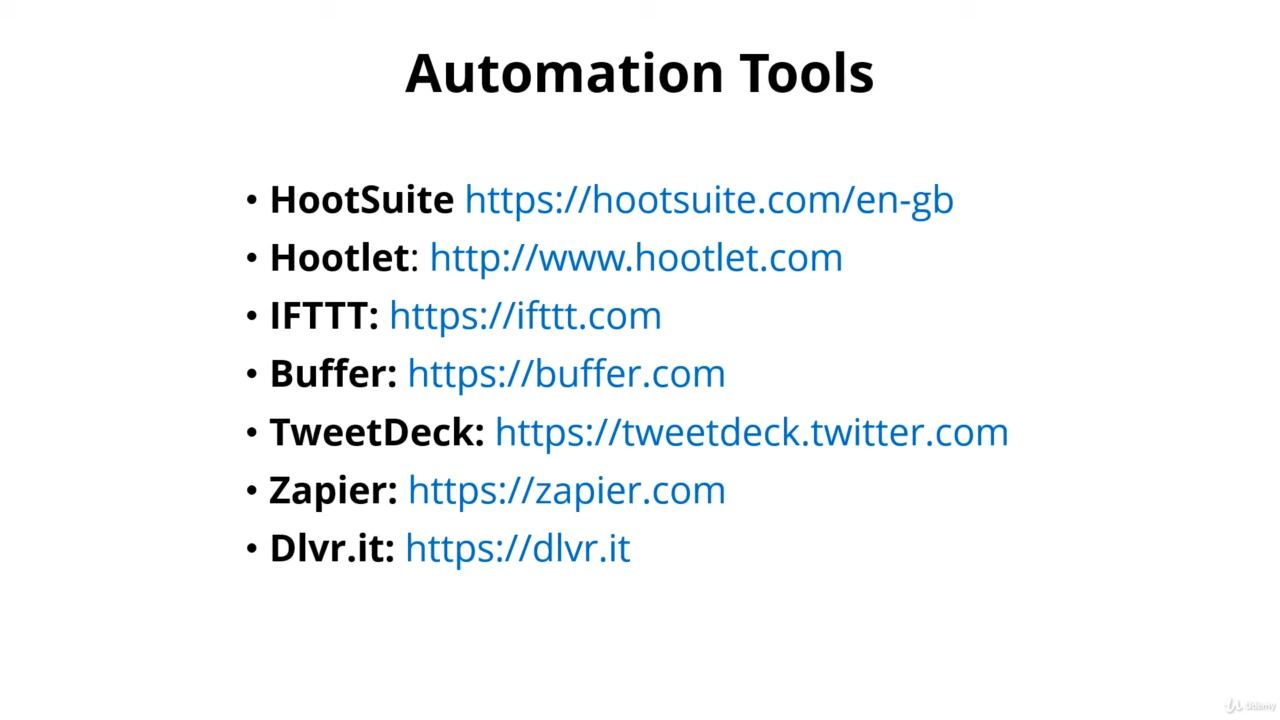 Automation Tools
• HootSuite https://hootsuite.com/en-gb
• Hootlet: http://www.hootlet.com
• IFTTT: https://ifttt.com
• Buffer: https://buffer.com
• TweetDeck: https://tweetdeck.twitter.com
• Zapier: https://zapier.com
• Dlvr.it: https://dlvr.it
Udemy